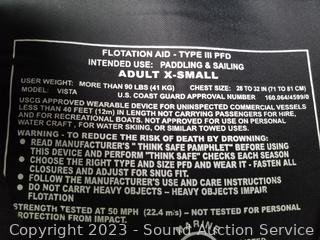 FLOTATION AID - TYPE III PFD
INTENDED USE: PADDLING & SAILING
ADULT X-SMALL
USER WEIGHT: MORE THAN 90 LBS (41 KG) CHEST SIZE: 28 TO 32 IN (71 TO 81 CM)
MODEL: VISTA U.S. COAST GUARD APPROVAL NUMBER 160.064/4599/0
USCG APPROVED WEARABLE DEVICE FOR UNINSPECTED COMMERCIAL VESSELS
LESS THAN 40 FEET (12m) IN LENGTH NOT CARRYING PASSENGERS FOR HIRE,
AND FOR RECREATIONAL BOATS. NOT APPROVED FOR USE ON PERSONAL
WATER CRAFT, FOR WATER SKIING, OR SIMILAR TOWED USES.
WARNING - TO REDUCE THE RISK OF DEATH BY DROWNING:
● READ MANUFACTURER'S "THINK SAFE PAMPHLET" BEFORE USING
THIS DEVICE AND PERFORM "THINK SAFE" CHECKS EACH SEASON
● CHOOSE THE RIGHT TYPE AND SIZE PFD AND WEAR IT - FASTEN ALL
CLOSURES AND ADJUST FOR SNUG FIT.
● FOLLOW THE MANUFACTURER'S USE AND CARE INSTRUCTIONS
● DO NOT CARRY HEAVY OBJECTS - HEAVY OBJECTS IMPAIR
FLOTATION
STRENGTH TESTED AT 50 MPH (22.4 m/s) - NOT TESTED FOR PERSONAL
PROTECTION FROM IMPACT.
Copyright 2023 - SourceAuction Service